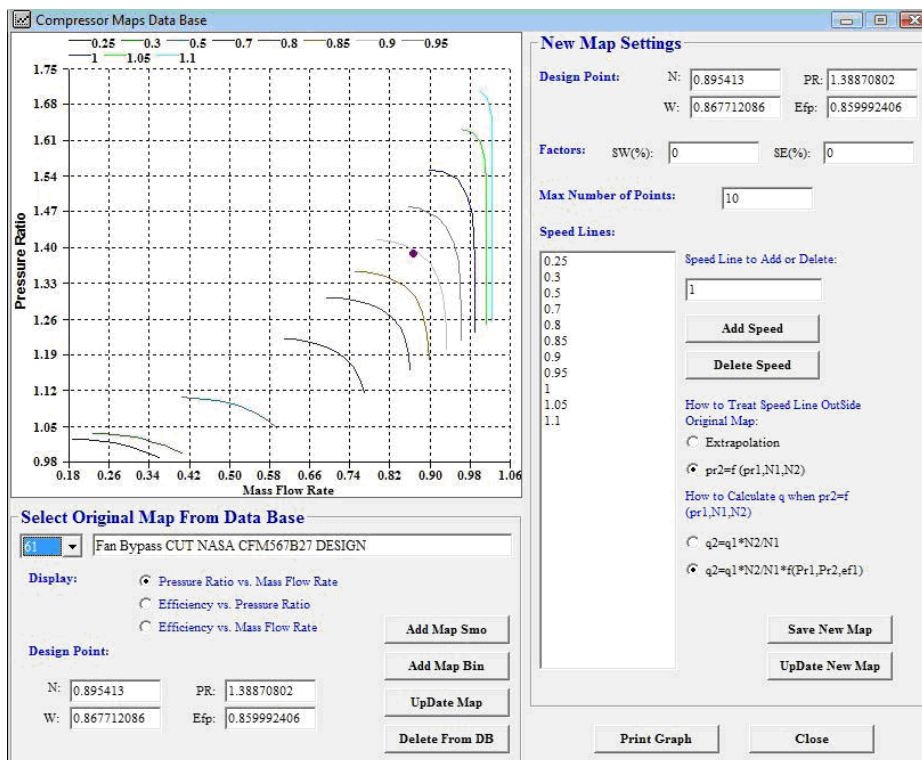 Compressor Maps Data Base
0.25 0.3 0.5 0.7 0.8 0.85 0.9 0.95
1 1.05 1.1
1.75
1.68
1.61
1.54
1.47
1.40
1.33
1.26
1.19
1.12
1.05
0.98
Pressure Ratio
0.18 0.26 0.34 0.42 0.50 0.58 0.66 0.74 0.82 0.90 0.98 1.06
Mass Flow Rate
Select Original Map From Data Base
61 Fan Bypass CUT NASA CFM567B27 DESIGN
Display:
Pressure Ratio vs. Mass Flow Rate
Efficiency vs. Pressure Ratio
Efficiency vs. Mass Flow Rate
Design Point:
N: 0.895413 PR: 1.38870802
W: 0.867712086 Efp: 0.859992406
Add Map Smo
Add Map Bin
UpDate Map
Delete From DB
New Map Settings
Design Point: N: 0.895413 PR: 1.38870802
W: 0.867712086 Efp: 0.859992406
Factors: SW(%): 0 SE(%): 0
Max Number of Points: 10
Speed Lines:
0.25
0.3
0.5
0.7
0.8
0.85
0.9
0.95
1
1.05
1.1
Speed Line to Add or Delete:
1
Add Speed
Delete Speed
How to Treat Speed Line OutSide
Original Map:
Extrapolation
pr2=f (pr1,N1,N2)
How to Calculate q when pr2=f
(pr1,N1,N2)
q2=q1*N2/N1
q2=q1*N2/N1*f(Pr1,Pr2,ef1)
Save New Map
UpDate New Map
Print Graph
Close